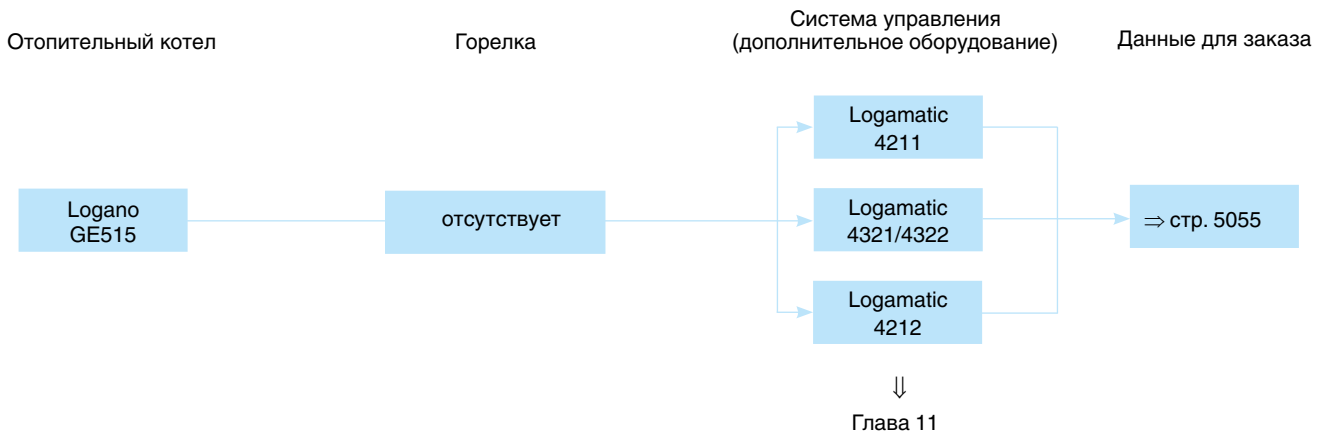 Отопительный котел
Горелка
Система управления
(дополнительное оборудование)
Данные для заказа
Logano
GE515
отсутствует
Logamatic
4211
Logamatic
4321/4322
Logamatic
4212
⇒ стр. 5055
⇓
Глава 11